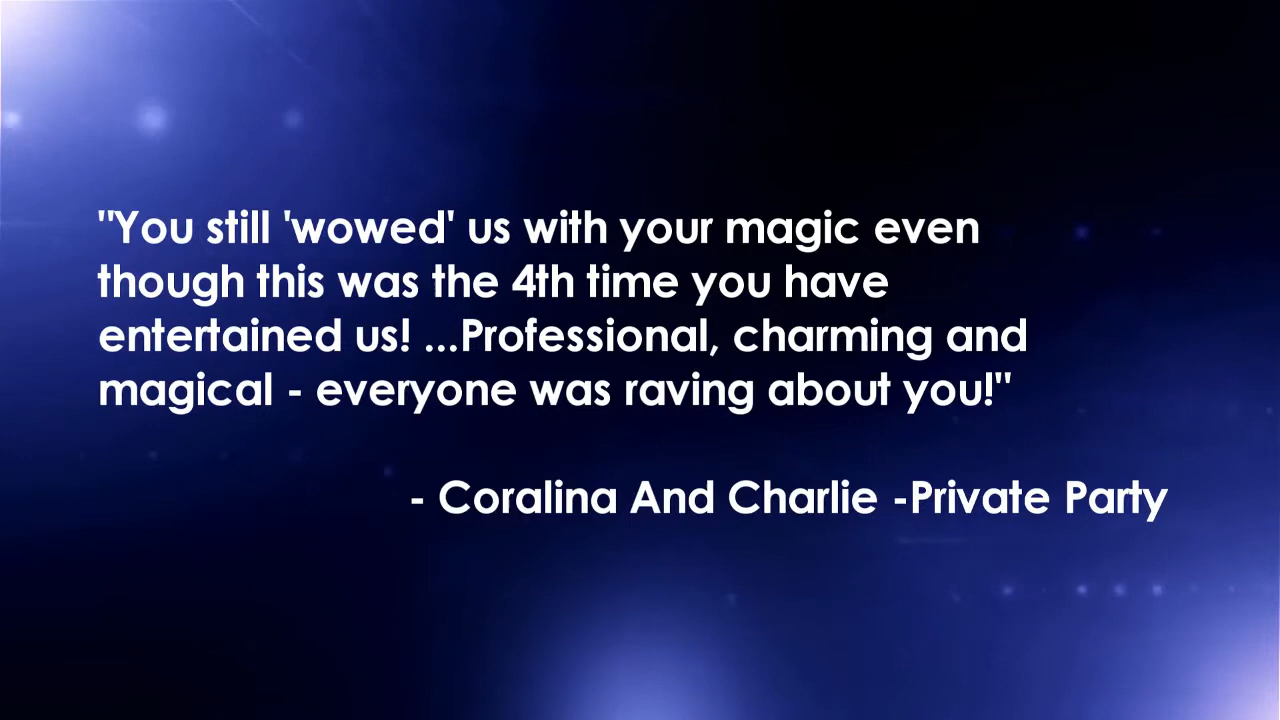 "You still 'wowed' us with your magic even
though this was the 4th time you have
entertained us! ...Professional, charming and
magical - everyone was raving about you!"
- Coralina And Charlie -Private Party